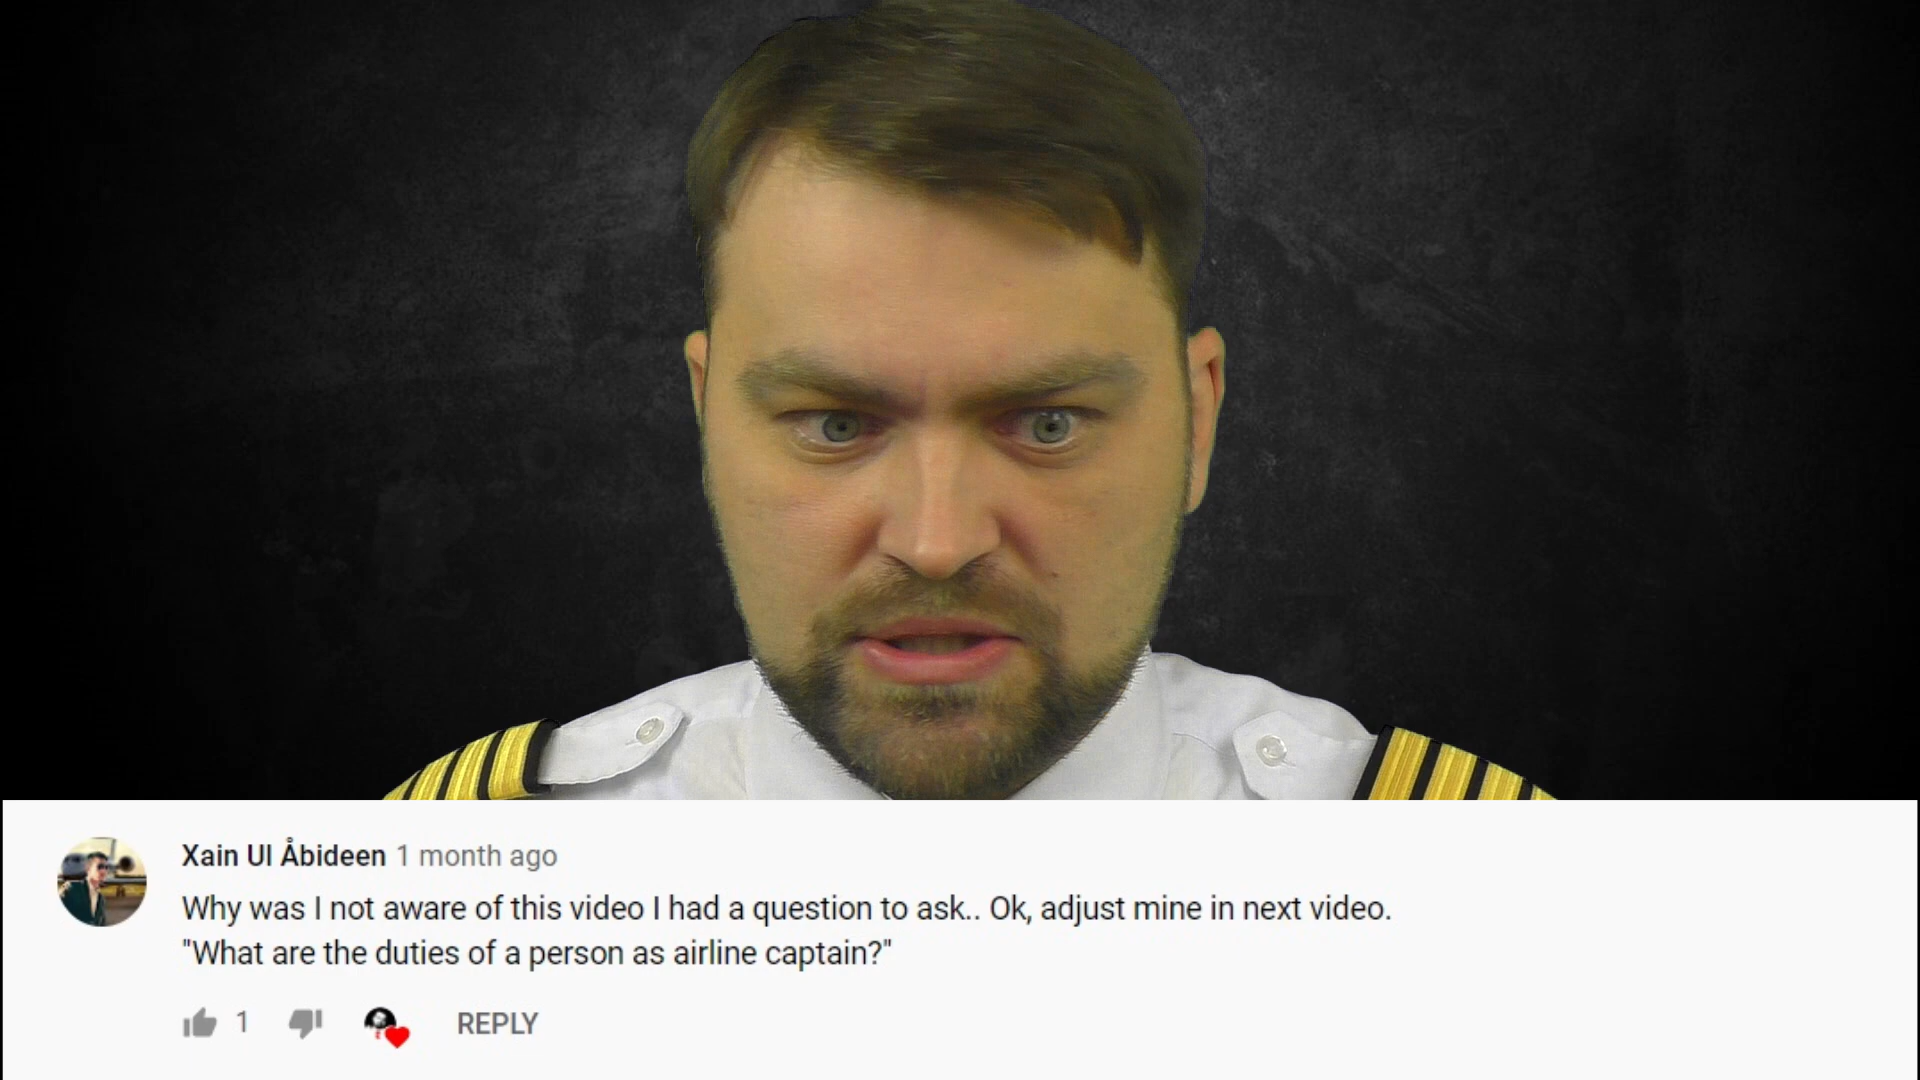 Xain Ul Åbideen 1 month ago
Why was I not aware of this video I had a question to ask.. Ok, adjust mine in next video.
"What are the duties of a person as airline captain?"
1 REPLY